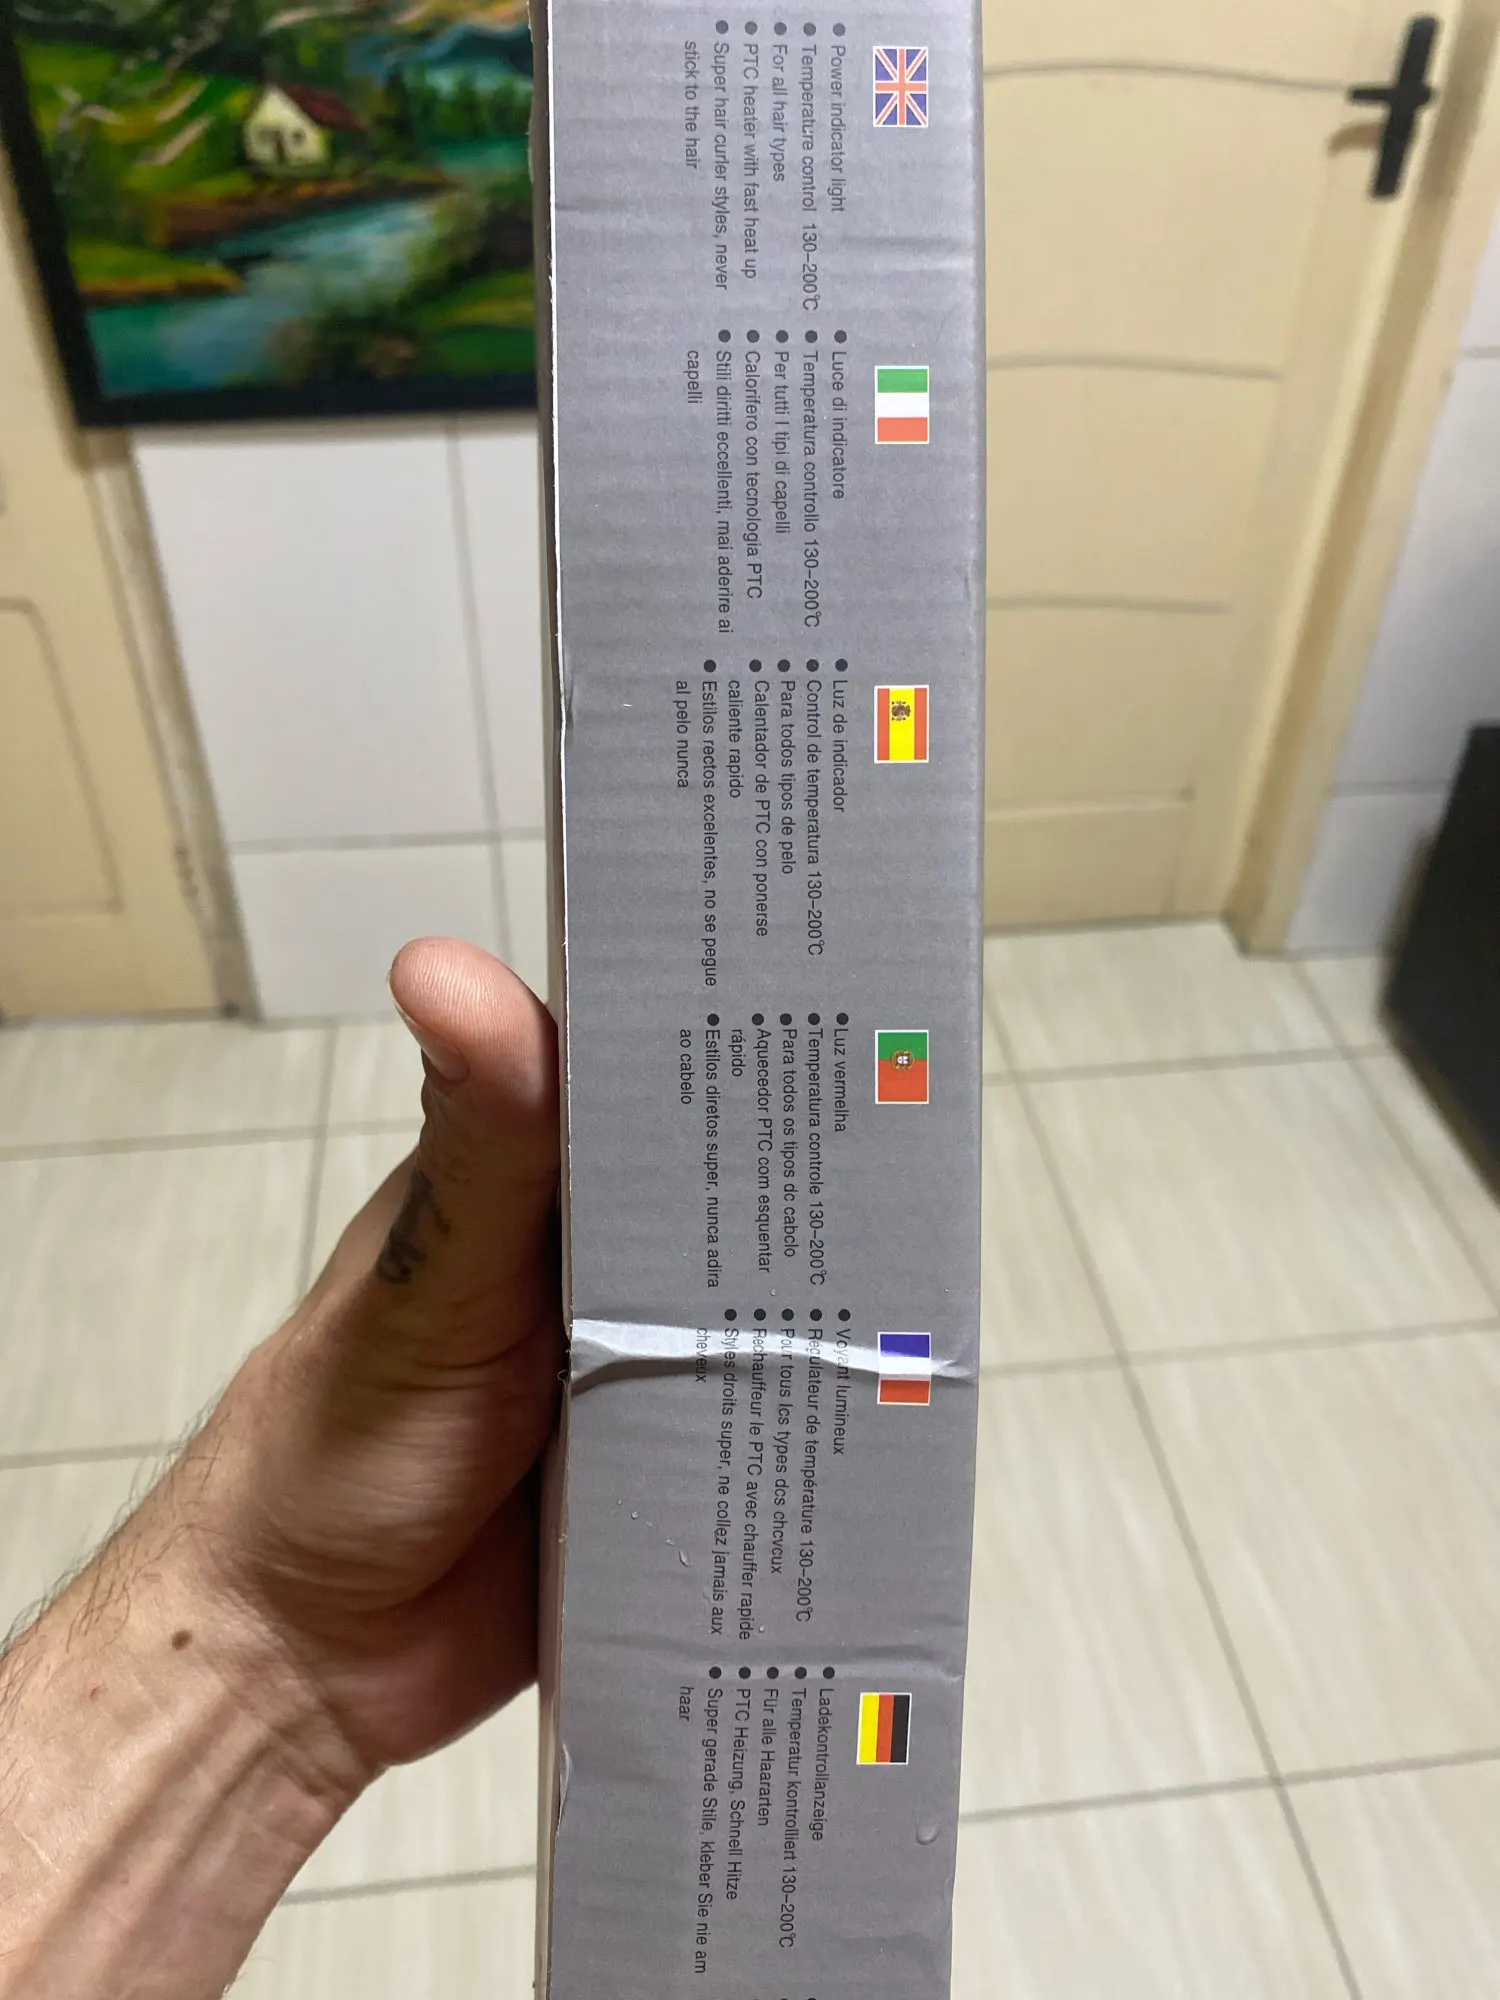 ● Power indicator light
● Temperature control 130–200℃
● For all hair types
● PTC heater with fast heat up
● Super hair curler styles, never
stick to the hair
● Luce di indicatore
● Temperatura controllo 130–200℃
● Per tutti I tipi di capelli
● Calorifero con tecnologia PTC
● Stili diritti eccellenti, mai aderire ai
capelli
● Luz de indicador
● Control de temperatura 130–200℃
● Para todos tipos de pelo
● Calentador de PTC con ponerse
caliente rapido
● Estilos rectos excelentes, no se pegue
al pelo nunca
● Luz vermelha
● Temperatura controle 130–200℃
● Para todos os tipos dc cabclo
● Aquecedor PTC com esquentar
rápido
● Estilos diretos super, nunca adira
ao cabelo
● Voyant lumineux
● Régulateur de température 130–200℃
● Pour tous lcs types dcs chcvcux
● Rechauffeur le PTC avec chauffer rapide
● Styles droits super, ne collez jamais aux
cheveux
● Ladekontrollanzeige
● Temperatur kontrolliert 130–200℃
● Für alle Haararten
● PTC Heizung, Schnell Hitze
● Super gerade Stile, kleber Sie nie am
haar